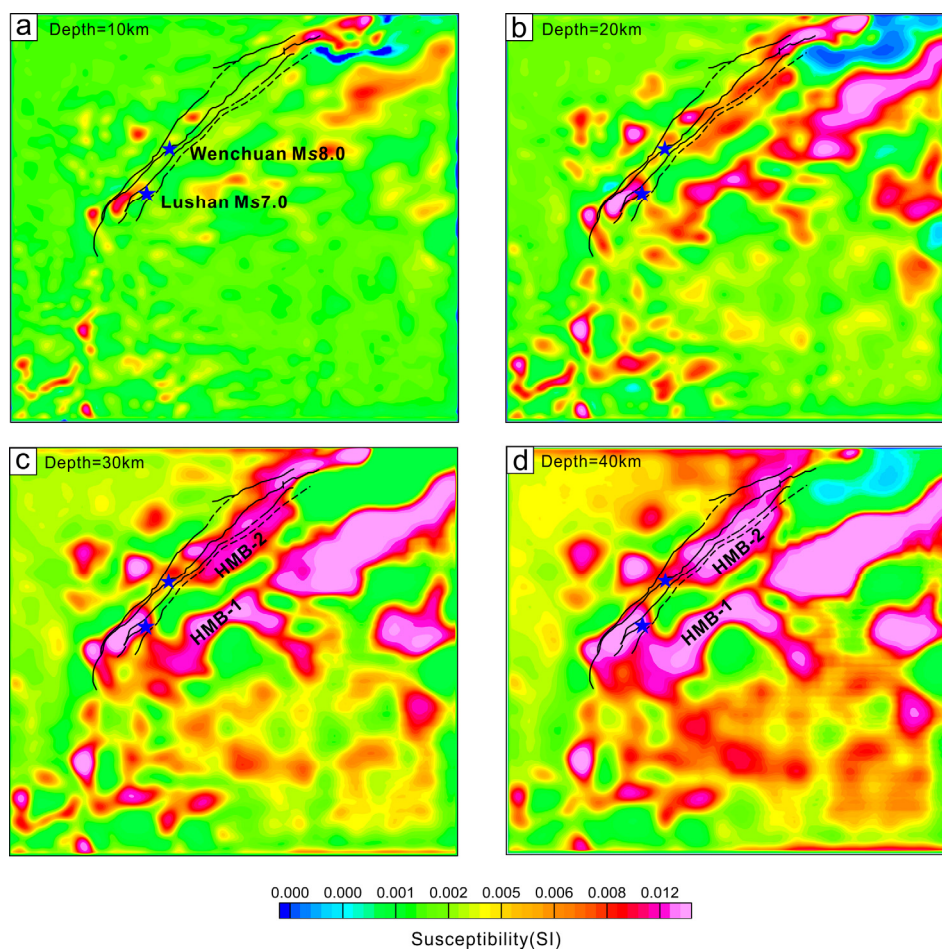 a Depth=10km
Wenchuan Ms8.0
Lushan Ms7.0
b Depth=20km
c Depth=30km
HMB-2
HMB-1
d Depth=40km
HMB-2
HMB-1
0.000 0.000 0.001 0.002 0.005 0.006 0.008 0.012
Susceptibility(SI)